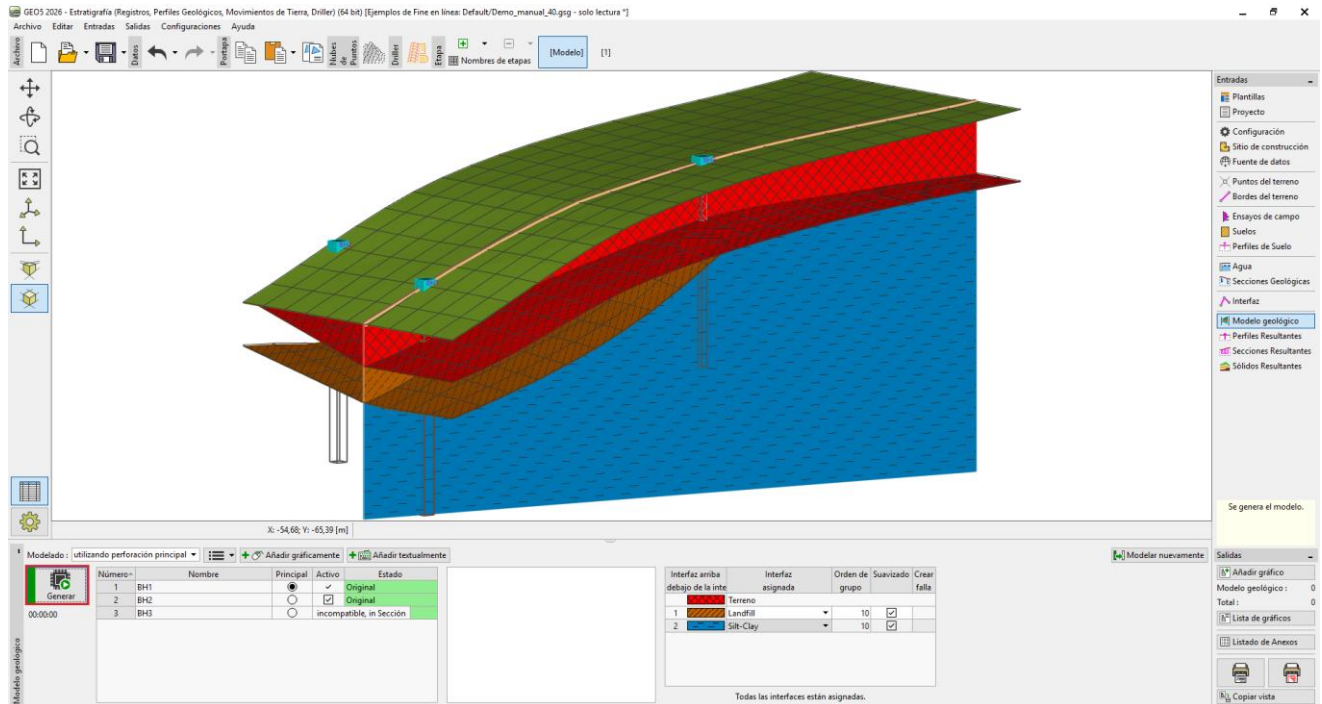 GEO5 2026 - Estratigrafía (Registros, Perfiles Geológicos, Movimientos de Tierra, Driller) (64 bit) [Ejemplos de Fine en línea: Default/Demo_manual_40.gsg - solo lectura *]
Archivo Editar Entradas Salidas Configuraciones Ayuda
Archivo
Datos
Portapa
Nubes de Puntos
Driller
Etapa
Nombres de etapas
[Modelo] [1]
X: -54,68; Y: -65,39 [m]
Entradas
Plantillas
Proyecto
Configuración
Sitio de construcción
Fuente de datos
Puntos del terreno
Bordes del terreno
Ensayos de campo
Suelos
Perfiles de Suelo
Agua
Secciones Geológicas
Interfaz
Modelo geológico
Perfiles Resultantes
Secciones Resultantes
Sólidos Resultantes
Se genera el modelo.
Modelo geologico
Modelado : utilizando perforación principal Añadir gráficamente Añadir textualmente
Generar
00:00:00
Número Nombre Principal Activo Estado
1 BH1 Original
2 BH2 Original
3 BH3 incompatible, in Sección
Modelar nuevamente
Interfaz arriba Interfaz Orden de Suavizado Crear
debajo de la inte asignada grupo falla
Terreno
1 Landfill 10
2 Silt-Clay 10
Todas las interfaces están asignadas.
Salidas
Añadir gráfico
Modelo geológico : 0
Total : 0
Lista de gráficos
Listado de Anexos
Copiar vista